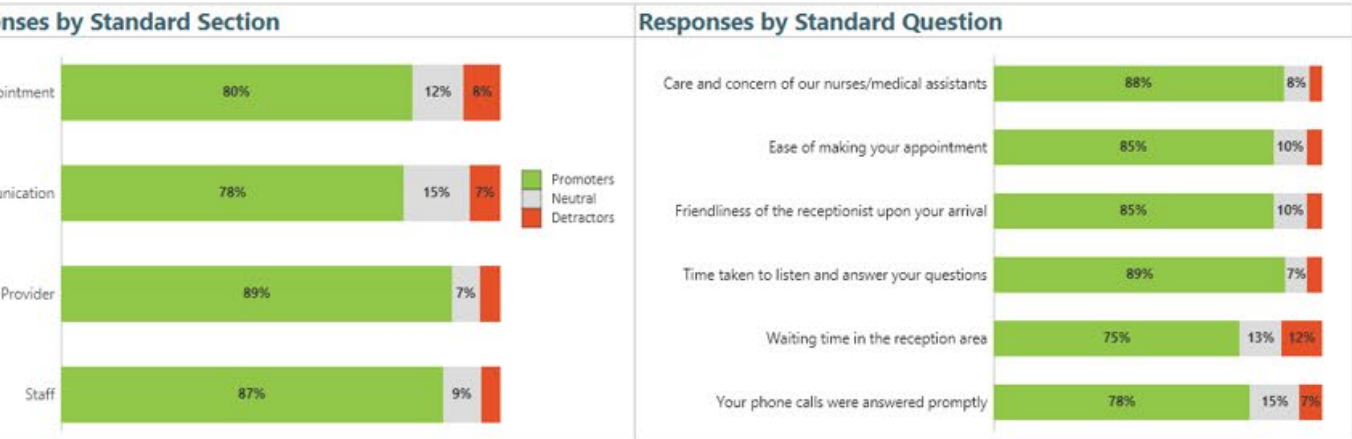 nses by Standard Section
ointment
80%
12%
8%
unication
78%
15%
7%
Provider
89%
7%
Staff
87%
9%
Promoters
Neutral
Detractors
Responses by Standard Question
Care and concern of our nurses/medical assistants
88%
8%
Ease of making your appointment
85%
10%
Friendliness of the receptionist upon your arrival
85%
10%
Time taken to listen and answer your questions
89%
7%
Waiting time in the reception area
75%
13%
12%
Your phone calls were answered promptly
78%
15%
7%